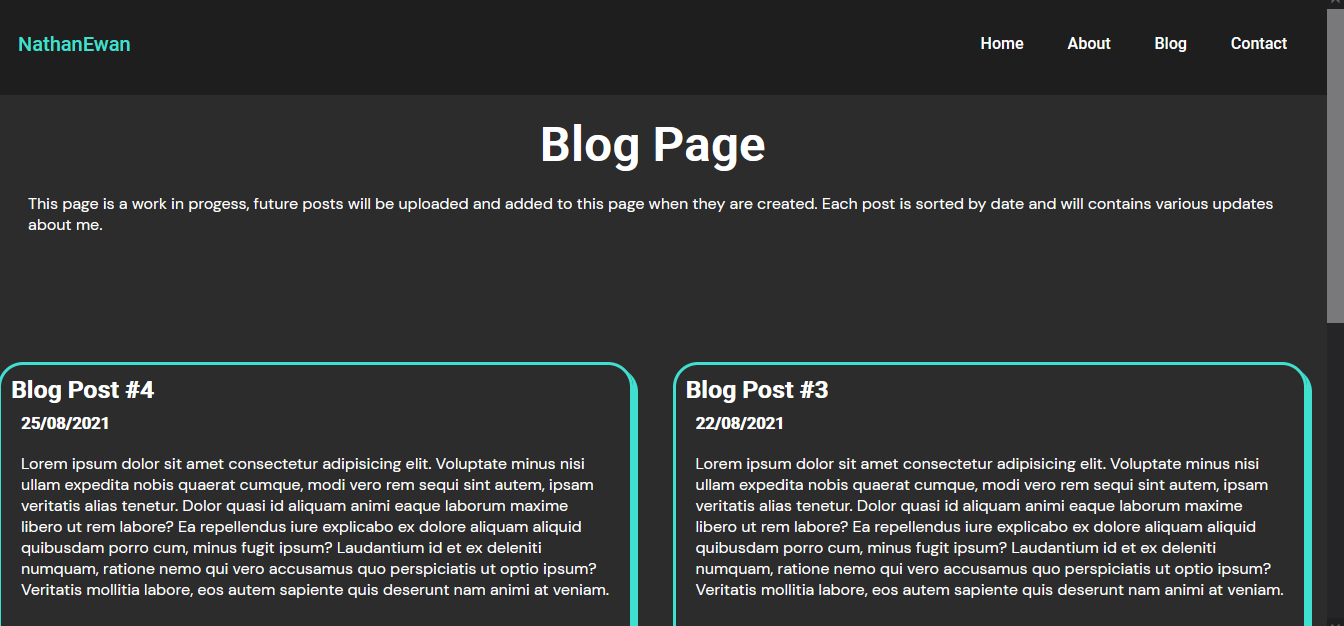 NathanEwan
Home About Blog Contact
Blog Page
This page is a work in progess, future posts will be uploaded and added to this page when they are created. Each post is sorted by date and will contains various updates
about me.
Blog Post #4
25/08/2021
Lorem ipsum dolor sit amet consectetur adipisicing elit. Voluptate minus nisi
ullam expedita nobis quaerat cumque, modi vero rem sequi sint autem, ipsam
veritatis alias tenetur. Dolor quasi id aliquam animi eaque laborum maxime
libero ut rem labore? Ea repellendus iure explicabo ex dolore aliquam aliquid
quibusdam porro cum, minus fugit ipsum? Laudantium id et ex deleniti
numquam, ratione nemo qui vero accusamus quo perspiciatis ut optio ipsum?
Veritatis mollitia labore, eos autem sapiente quis deserunt nam animi at veniam.
Blog Post #3
22/08/2021
Lorem ipsum dolor sit amet consectetur adipisicing elit. Voluptate minus nisi
ullam expedita nobis quaerat cumque, modi vero rem sequi sint autem, ipsam
veritatis alias tenetur. Dolor quasi id aliquam animi eaque laborum maxime
libero ut rem labore? Ea repellendus iure explicabo ex dolore aliquam aliquid
quibusdam porro cum, minus fugit ipsum? Laudantium id et ex deleniti
numquam, ratione nemo qui vero accusamus quo perspiciatis ut optio ipsum?
Veritatis mollitia labore, eos autem sapiente quis deserunt nam animi at veniam.